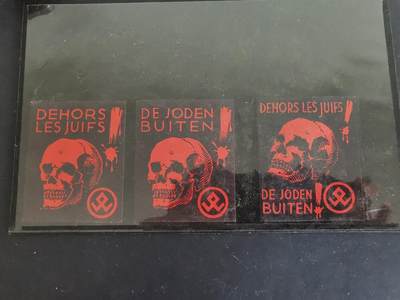 DEHORS
LES JUIFS !
DE JODEN
BUITEN !
DEHORS LES JUIFS !
DE JODEN
BUITEN !